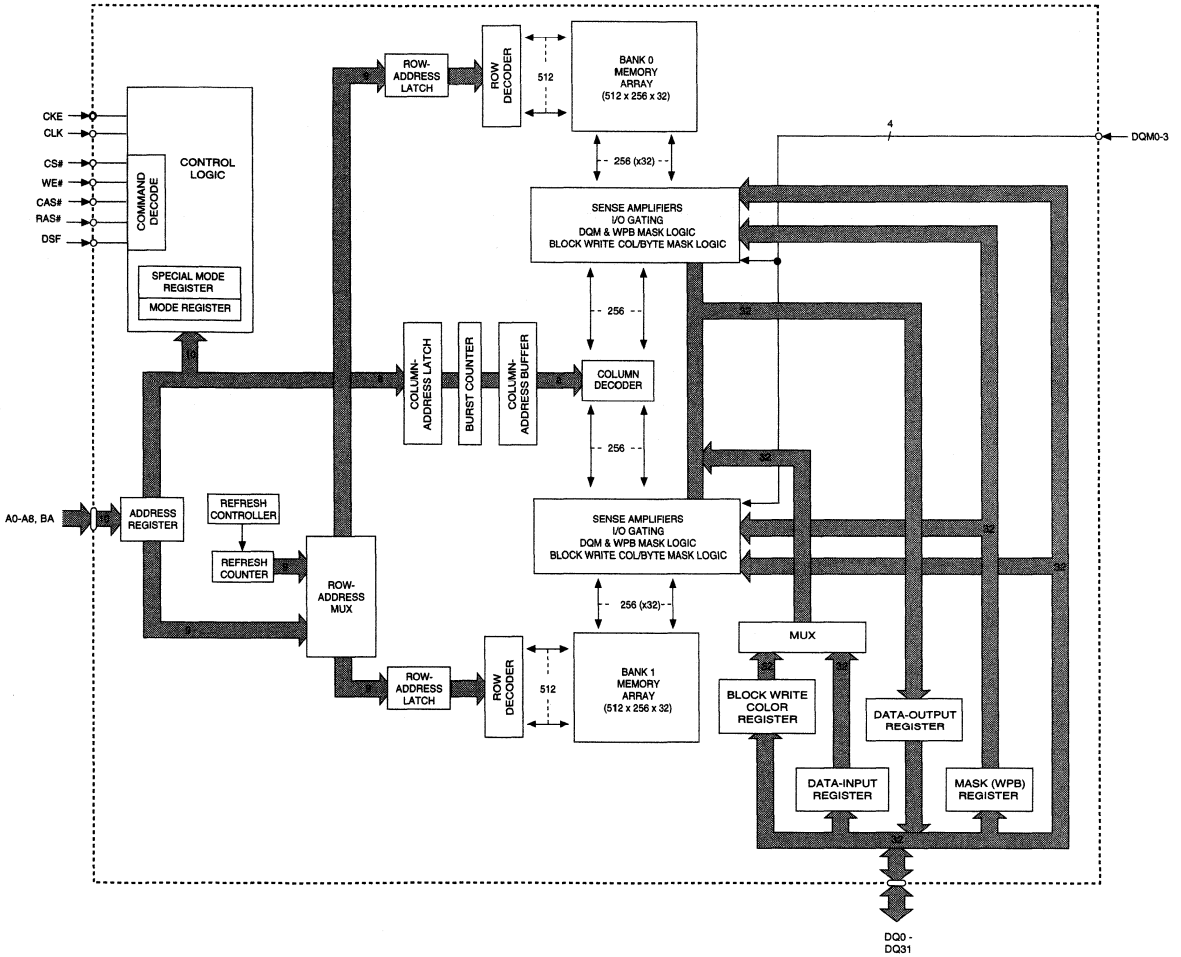 ROW-
ADDRESS
LATCH
9
ROW
DECODER
512
BANK 0
MEMORY
ARRAY
(512 x 256 x 32)
CKE
CLK
CS#
WE#
CAS#
RAS#
DSF
COMMAND
DECODE
CONTROL
LOGIC
SPECIAL MODE
REGISTER
MODE REGISTER
4
DQM0-3
256 (x32)
SENSE AMPLIFIERS
I/O GATING
DQM & WPB MASK LOGIC
BLOCK WRITE COL/BYTE MASK LOGIC
256
32
10
8
COLUMN-
ADDRESS LATCH
BURST COUNTER
COLUMN-
ADDRESS BUFFER
8
COLUMN
DECODER
256
32
A0-A8, BA
10
ADDRESS
REGISTER
REFRESH
CONTROLLER
REFRESH
COUNTER
9
ROW-
ADDRESS
MUX
9
SENSE AMPLIFIERS
I/O GATING
DQM & WPB MASK LOGIC
BLOCK WRITE COL/BYTE MASK LOGIC
32
32
256 (x32)
9
ROW-
ADDRESS
LATCH
ROW
DECODER
512
BANK 1
MEMORY
ARRAY
(512 x 256 x 32)
MUX
32
32
BLOCK WRITE
COLOR
REGISTER
DATA-OUTPUT
REGISTER
DATA-INPUT
REGISTER
MASK (WPB)
REGISTER
32
DQ0 -
DQ31